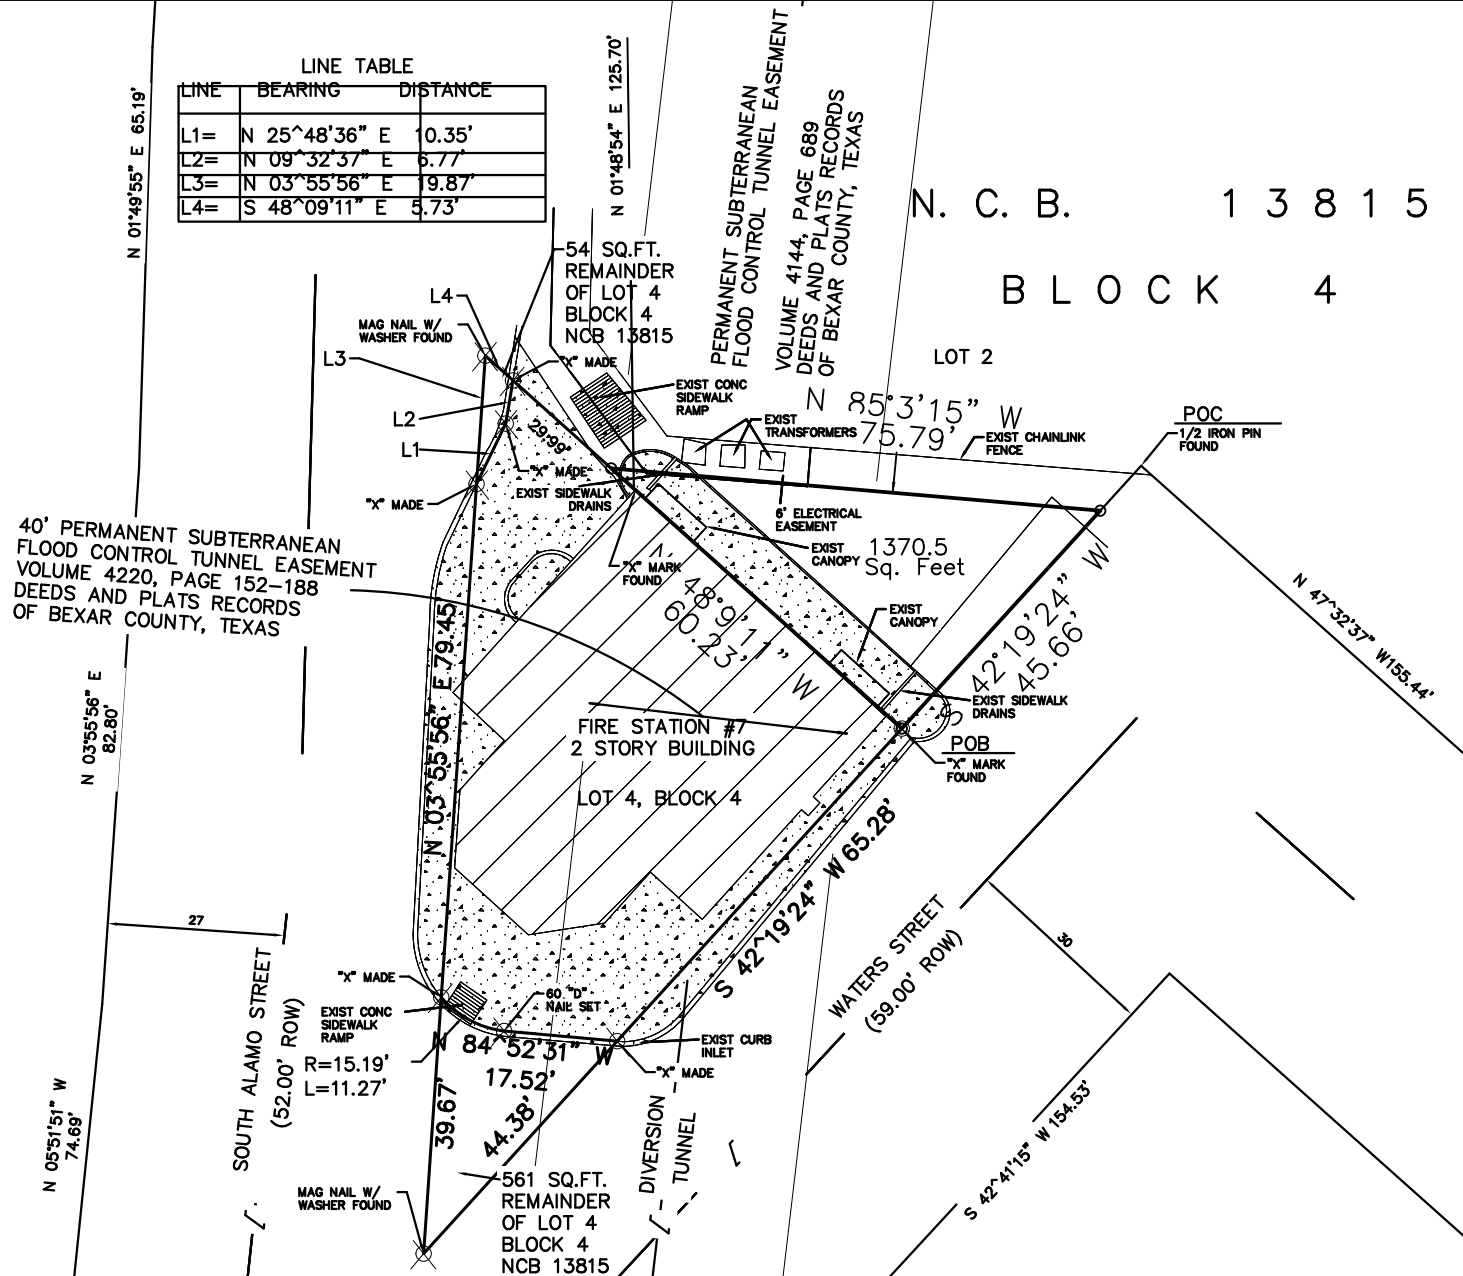 LINE TABLE
LINE BEARING DISTANCE
L1= N 25^48'36" E 10.35'
L2= N 09^32'37" E 6.77'
L3= N 03^55'56" E 19.87'
L4= S 48^09'11" E 5.73'
N 01°49'55" E 65.19'
N 01°48'54" E 125.70'
PERMANENT SUBTERRANEAN
FLOOD CONTROL TUNNEL EASEMENT
VOLUME 4144, PAGE 689
DEEDS AND PLATS RECORDS
OF BEXAR COUNTY, TEXAS
N. C. B. 13815
BLOCK 4
LOT 2
54 SQ.FT.
REMAINDER
OF LOT 4
BLOCK 4
NCB 13815
L4
MAG NAIL W/
WASHER FOUND
L3
L2
L1
"X" MADE
"X" MADE
"X" MADE
29.99'
EXIST CONC
SIDEWALK
RAMP
EXIST
TRANSFORMERS
N 85°3'15" W
75.79'
EXIST CHAINLINK
FENCE
POC
1/2 IRON PIN
FOUND
EXIST SIDEWALK
DRAINS
6' ELECTRICAL
EASEMENT
EXIST
CANOPY
1370.5
Sq. Feet
"X" MARK
FOUND
N 48°9'11" W
60.23'
EXIST
CANOPY
S 42°19'24" W
45.66'
N 47^32'37" W155.44'
40' PERMANENT SUBTERRANEAN
FLOOD CONTROL TUNNEL EASEMENT
VOLUME 4220, PAGE 152-188
DEEDS AND PLATS RECORDS
OF BEXAR COUNTY, TEXAS
N 03°55'56" E
82.80'
N 03^55'56" E 79.45'
FIRE STATION #7
2 STORY BUILDING
LOT 4, BLOCK 4
EXIST SIDEWALK
DRAINS
POB
"X" MARK
FOUND
S 42^19'24" W 65.28'
WATERS STREET
(59.00' ROW)
30
27
SOUTH ALAMO STREET
(52.00' ROW)
"X" MADE
EXIST CONC
SIDEWALK
RAMP
R=15.19'
L=11.27'
60 "D"
NAIL SET
N 84^52'31" W
17.52'
EXIST CURB
INLET
"X" MADE
39.67'
44.38'
DIVERSION
TUNNEL
N 05°51'51" W
74.69'
MAG NAIL W/
WASHER FOUND
561 SQ.FT.
REMAINDER
OF LOT 4
BLOCK 4
NCB 13815
S 42^41'15" W 154.53'